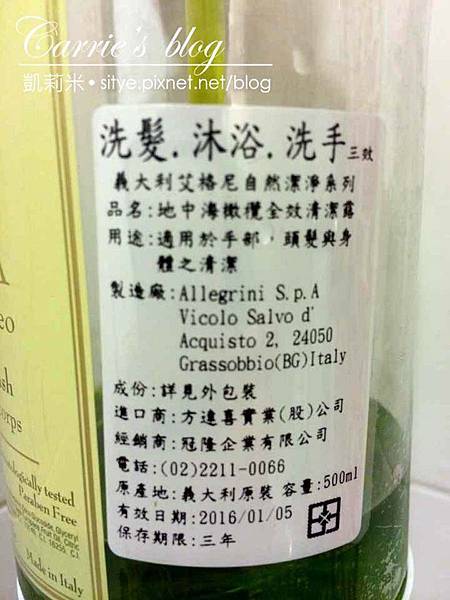 Carrie's blog
凱莉米•sitye.pixnet.net/blog
洗髮.沐浴.洗手三效
義大利艾格尼自然潔淨系列
品名:地中海橄欖全效清潔露
用途:適用於手部,頭髮與身
體之清潔
製造廠:Allegrini S.p.A
Vicolo Salvo d'
Acquisto 2, 24050
Grassobbio(BG)Italy
成份:詳見外包裝
進口商:方達喜實業(股)公司
經銷商:冠隆企業有限公司
電話:(02)2211-0066
原產地:義大利原裝 容量:500ml
有效日期:2016/01/05
保存期限:三年
A
eo
ash
corps
ologically tested
Paraben Free
Made in Italy